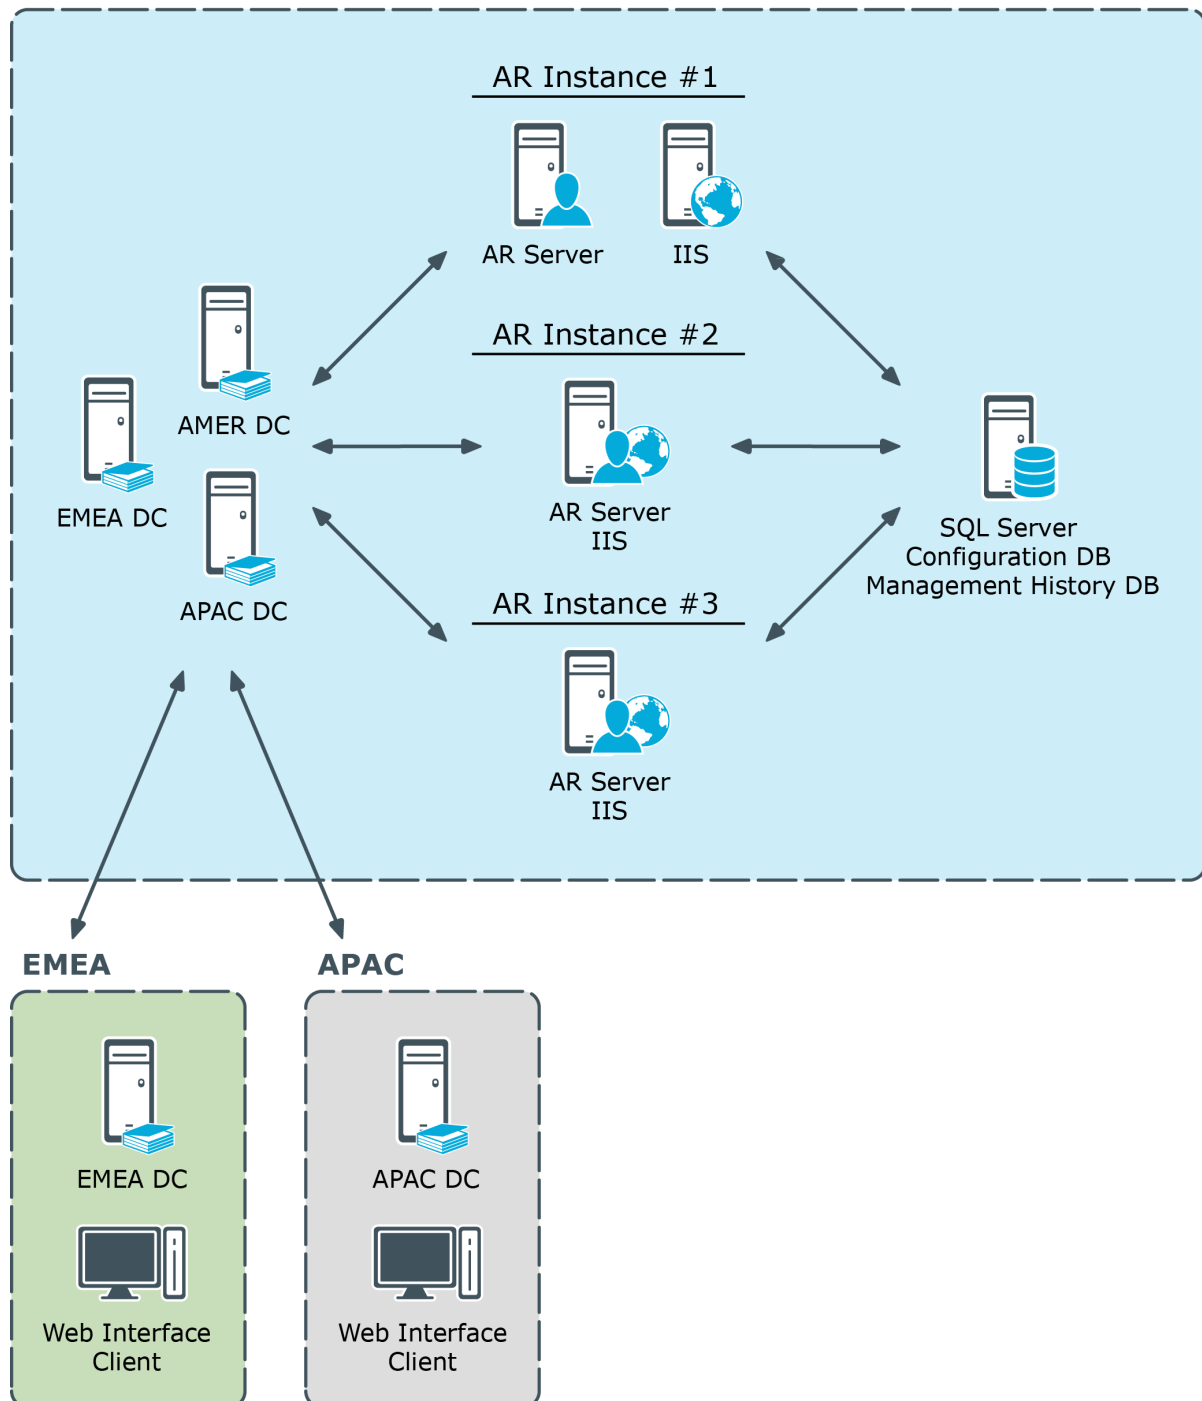 AR Instance #1
AR Server
IIS
AR Instance #2
AMER DC
EMEA DC
AR Server
IIS
SQL Server
Configuration DB
Management History DB
APAC DC
AR Instance #3
AR Server
IIS
EMEA
APAC
EMEA DC
APAC DC
Web Interface
Client
Web Interface
Client